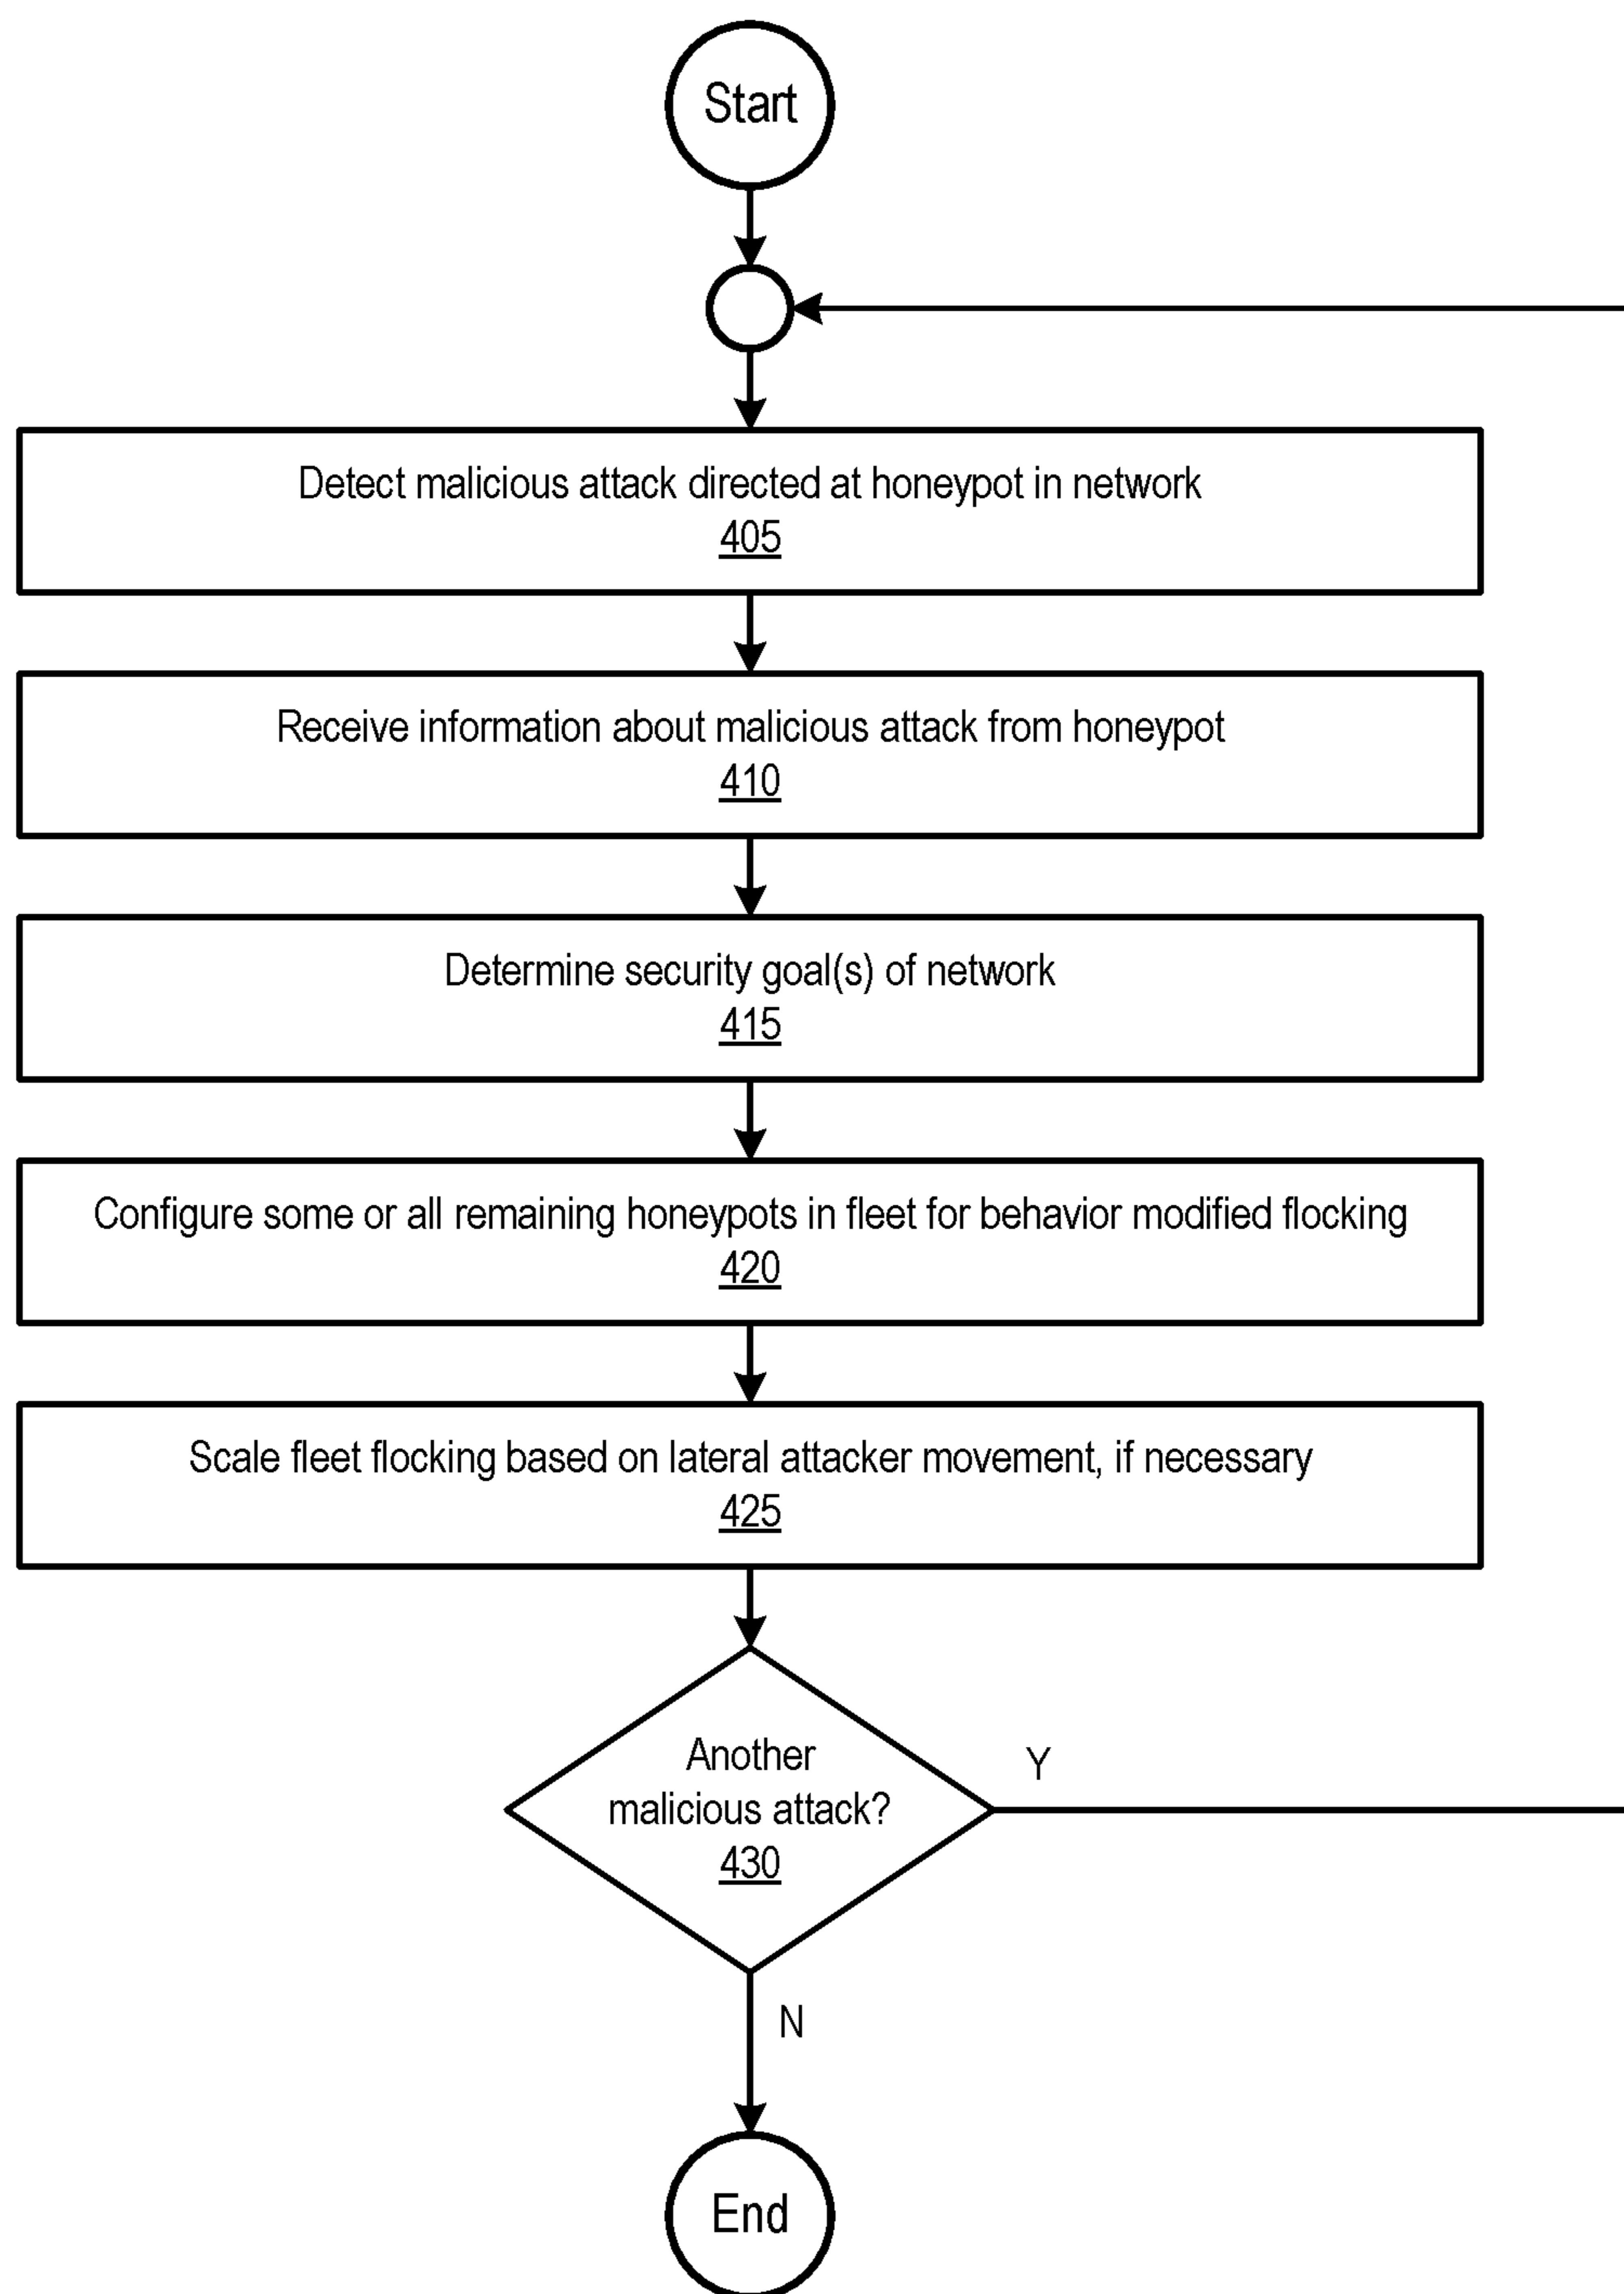 Start
Detect malicious attack directed at honeypot in network
405
Receive information about malicious attack from honeypot
410
Determine security goal(s) of network
415
Configure some or all remaining honeypots in fleet for behavior modified flocking
420
Scale fleet flocking based on lateral attacker movement, if necessary
425
Another
malicious attack?
430
Y
N
End